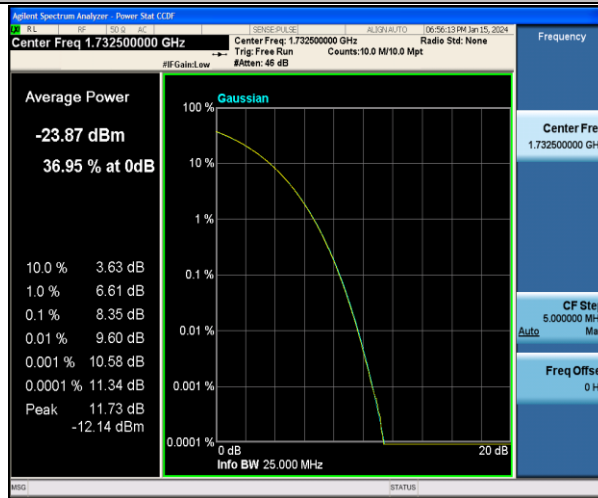 Agilent Spectrum Analyzer - Power Stat CCDF
RL RF 50 Ω AC SENSE:PULSE ALIGNAUTO 06:56:13 PM Jan 15, 2024
Center Freq 1.732500000 GHz
Center Freq: 1.732500000 GHz Radio Std: None
Trig: Free Run Counts:10.0 M/10.0 Mpt
#IFGain:Low #Atten: 46 dB
Frequency
Average Power
-23.87 dBm
36.95 % at 0dB
10.0 % 3.63 dB
1.0 % 6.61 dB
0.1 % 8.35 dB
0.01 % 9.60 dB
0.001 % 10.58 dB
0.0001 % 11.34 dB
Peak 11.73 dB
-12.14 dBm
Gaussian
100 %
10 %
1 %
0.1 %
0.01 %
0.001 %
0.0001 %
0 dB 20 dB
Info BW 25.000 MHz
Center Fre
1.732500000 GH
CF Ste
5.000000 MH
Auto Ma
Freq Offse
0 H
MSG STATUS